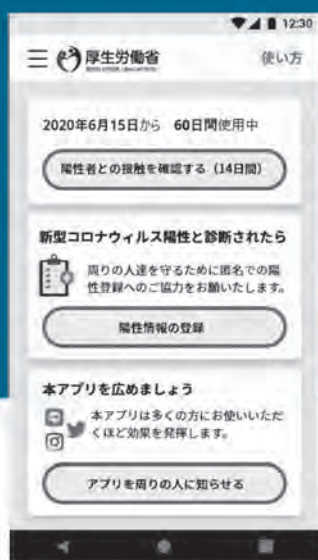 12:30
厚生労働省
使い方
2020年6月15日から 60日間使用中
陽性者との接触を確認する（14日間）
新型コロナウィルス陽性と診断されたら
周りの人達を守るために匿名での陽
性登録へのご協力をお願いたします。
陽性情報の登録
本アプリを広めましょう
本アプリは多くの方にお使いいただ
くほど効果を発揮します。
アプリを周りの人に知らせる